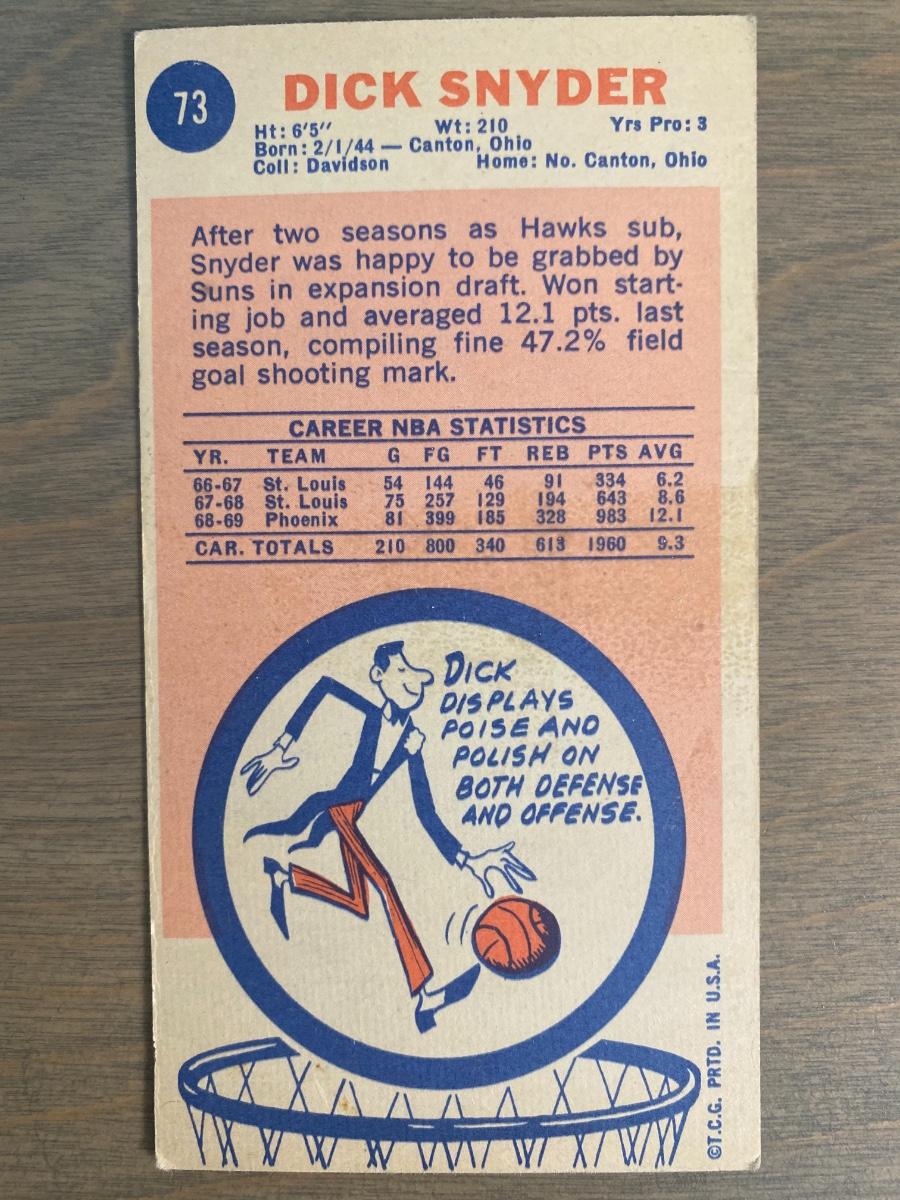 73
DICK SNYDER
Ht: 6'5" Wt: 210 Yrs Pro: 3
Born: 2/1/44 — Canton, Ohio
Coll: Davidson Home: No. Canton, Ohio
After two seasons as Hawks sub,
Snyder was happy to be grabbed by
Suns in expansion draft. Won start-
ing job and averaged 12.1 pts. last
season, compiling fine 47.2% field
goal shooting mark.
CAREER NBA STATISTICS
YR. TEAM G FG FT REB PTS AVG
66-67 St. Louis 54 144 46 91 334 6.2
67-68 St. Louis 75 257 129 194 643 8.6
68-69 Phoenix 81 399 185 328 983 12.1
CAR. TOTALS 210 800 340 613 1960 9.3
DICK
DISPLAYS
POISE AND
POLISH ON
BOTH DEFENSE
AND OFFENSE.
©T.C.G. PRTD. IN U.S.A.